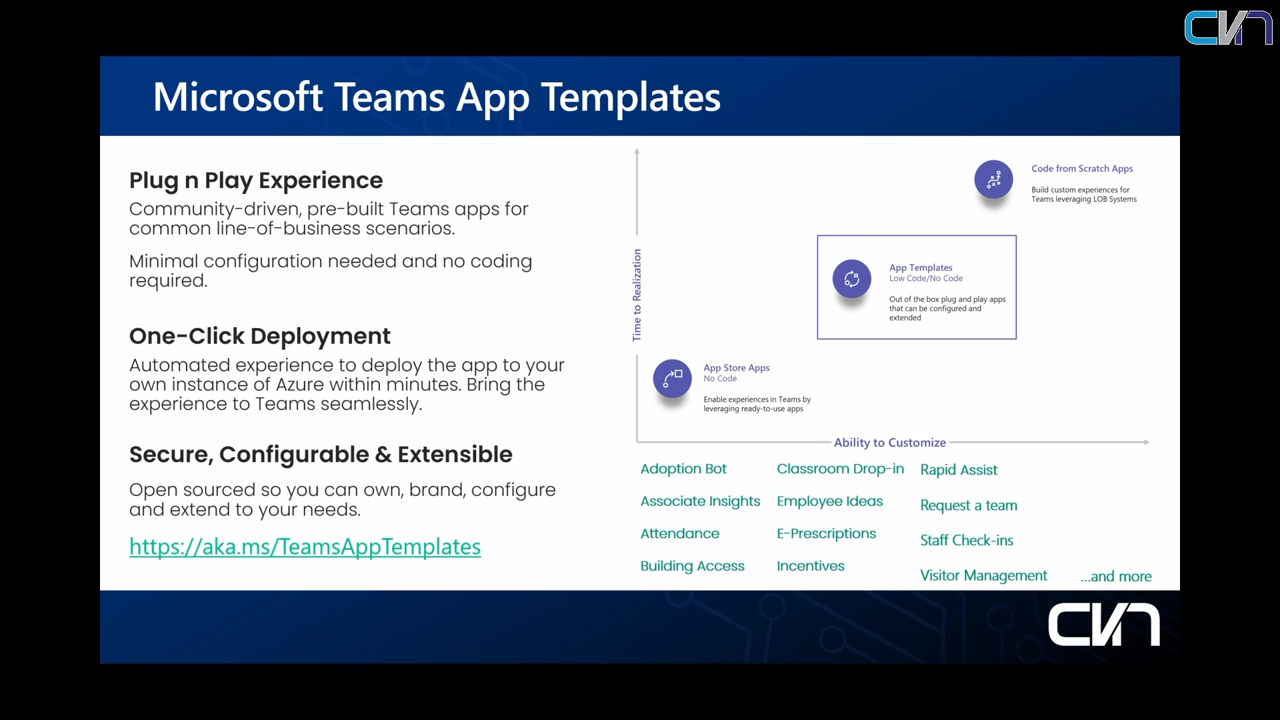 CVN
Microsoft Teams App Templates
Plug n Play Experience
Community-driven, pre-built Teams apps for
common line-of-business scenarios.
Minimal configuration needed and no coding
required.
One-Click Deployment
Automated experience to deploy the app to your
own instance of Azure within minutes. Bring the
experience to Teams seamlessly.
Secure, Configurable & Extensible
Open sourced so you can own, brand, configure
and extend to your needs.
https://aka.ms/TeamsAppTemplates
Time to Realization
Code from Scratch Apps
Build custom experiences for
Teams leveraging LOB Systems
App Templates
Low Code/No Code
Out of the box plug and play apps
that can be configured and
extended
App Store Apps
No Code
Enable experiences in Teams by
leveraging ready-to-use apps
Ability to Customize
Adoption Bot
Associate Insights
Attendance
Building Access
Classroom Drop-in
Employee Ideas
E-Prescriptions
Incentives
Rapid Assist
Request a team
Staff Check-ins
Visitor Management
...and more
CVN